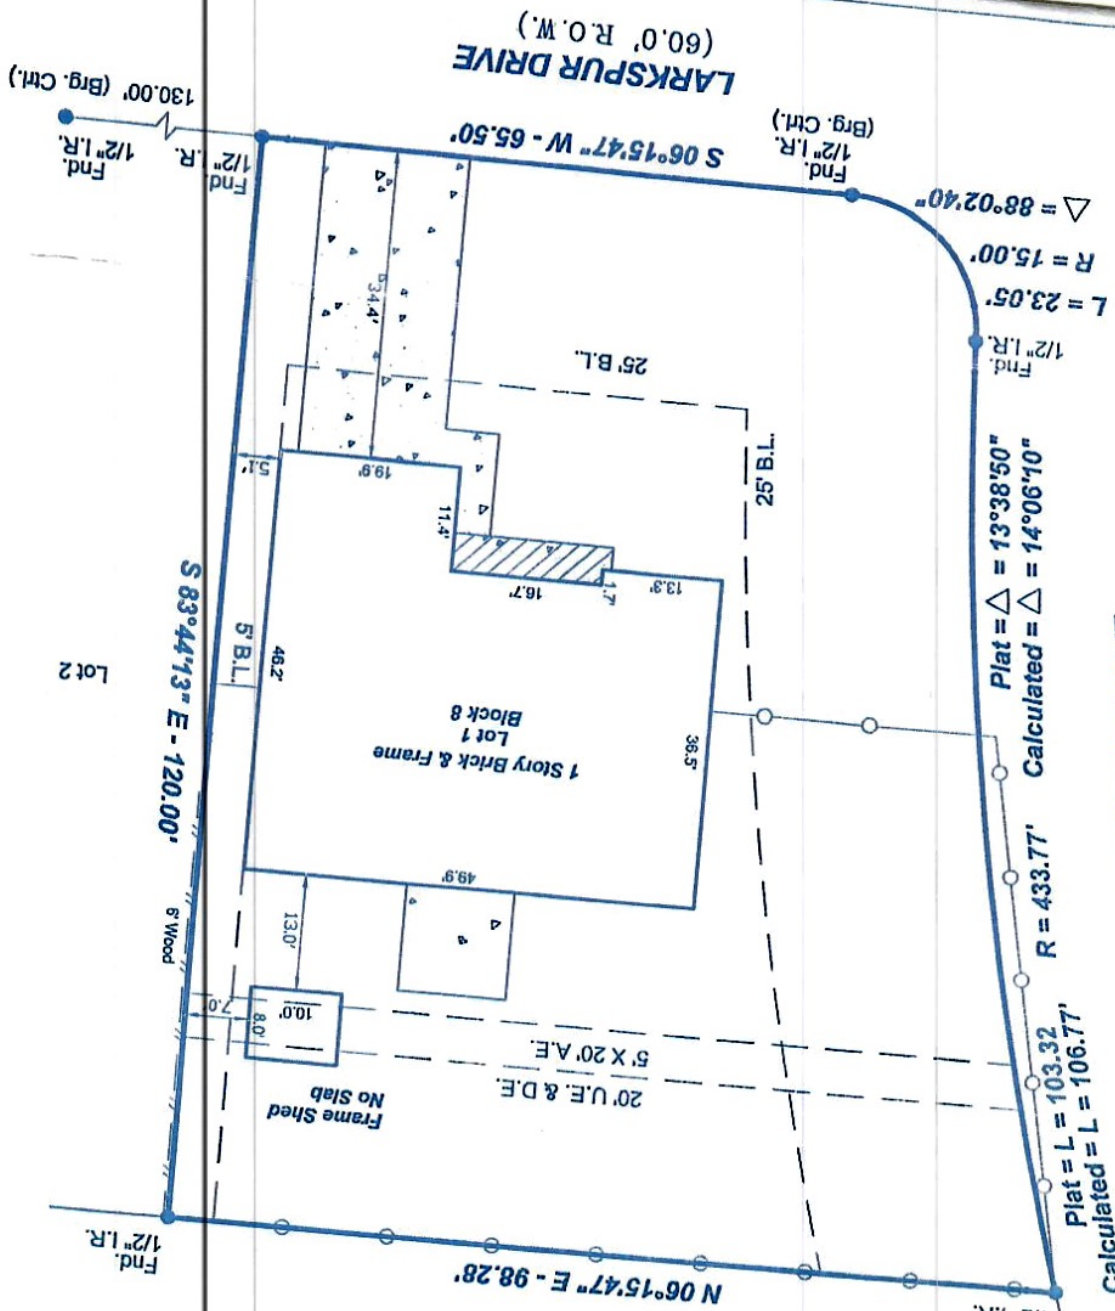 N 06°15'47" E - 98.28'
Fnd.
1/2" I.R.
Calculated = L = 106.77'
Plat = L = 103.32
R = 433.77'
Calculated = △ = 14°06'10"
Plat = △ = 13°38'50"
Frame Shed
No Slab
20' U.E. & D.E.
5' X 20' A.E.
8.0'
10.0'
7.0'
13.0'
6' Wood
49.9'
36.5'
1 Story Brick & Frame
Lot 1
Block 8
46.2'
5' B.L.
S 83°44'13" E - 120.00'
Lot 2
13.3'
1.7'
16.7'
11.4'
19.9'
5.1'
25' B.L.
25' B.L.
34.4'
Fnd.
1/2" I.R.
L = 23.05'
R = 15.00'
△ = 88°02'40"
Fnd.
1/2" I.R.
(Brg. Ctrl.)
S 06°15'47" W - 65.50'
Fnd.
1/2" I.R.
Fnd.
1/2" I.R.
130.00' (Brg. Ctrl.)
LARKSPUR DRIVE
(60.0' R.O.W.)